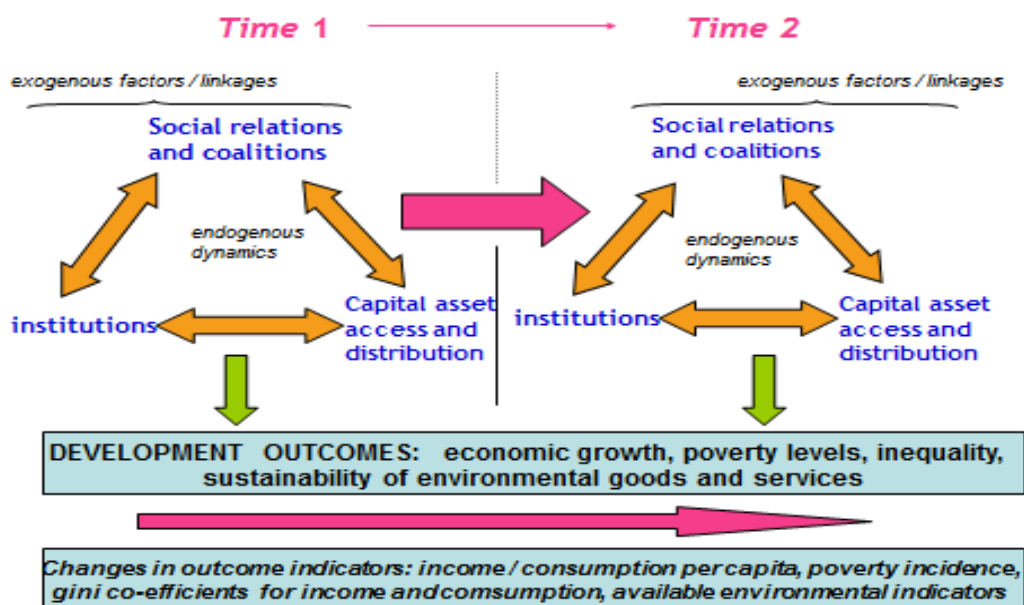 Time 1
Time 2
exogenous factors / linkages
exogenous factors / linkages
Social relations
and coalitions
Social relations
and coalitions
endogenous
dynamics
endogenous
dynamics
institutions
Capital asset
access and
distribution
institutions
Capital asset
access and
distribution
DEVELOPMENT OUTCOMES: economic growth, poverty levels, inequality,
sustainability of environmental goods and services
Changes in outcome indicators: income / consumption per capita, poverty incidence,
gini co-efficients for income and comsumption, available environmental indicators